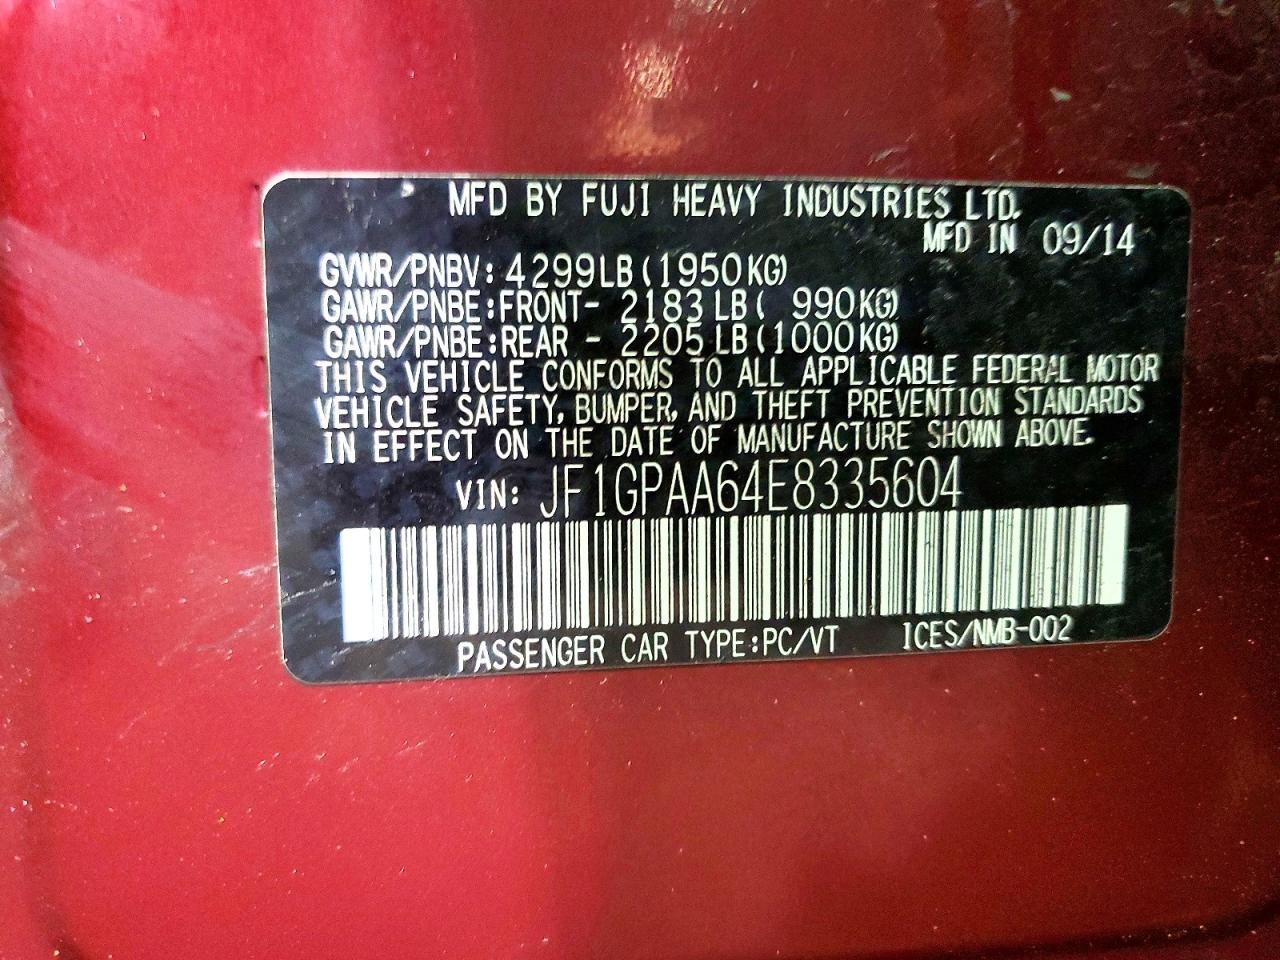 MFD BY FUJI HEAVY INDUSTRIES LTD.
MFD IN 09/14
GVWR/PNBV: 4299LB (1950KG)
GAWR/PNBE:FRONT- 2183 LB ( 990KG)
GAWR/PNBE:REAR - 2205 LB (1000KG)
THIS VEHICLE CONFORMS TO ALL APPLICABLE FEDERAL MOTOR
VEHICLE SAFETY, BUMPER, AND THEFT PREVENTION STANDARDS
IN EFFECT ON THE DATE OF MANUFACTURE SHOWN ABOVE.
VIN: JF1GPAA64E8335604
PASSENGER CAR TYPE:PC/VT ICES/NMB-002